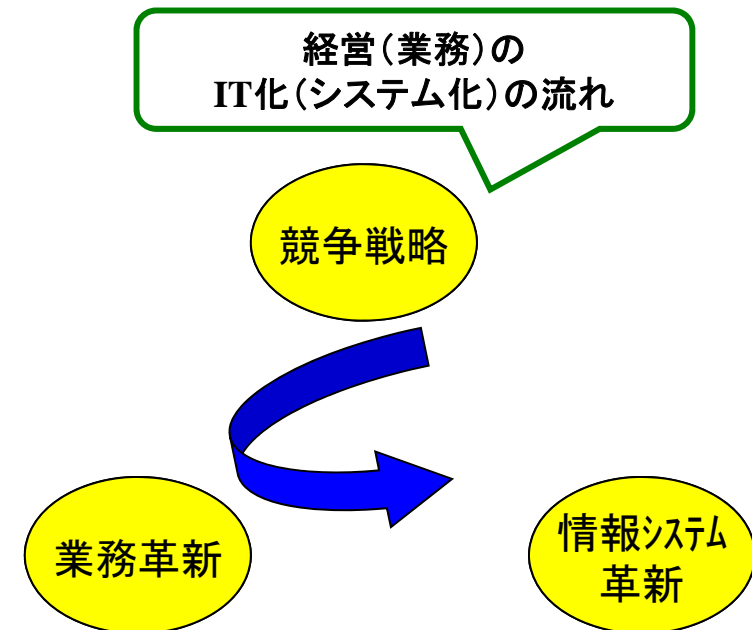 経営（業務）の
IT化（システム化）の流れ
競争戦略
業務革新
情報システム
革新